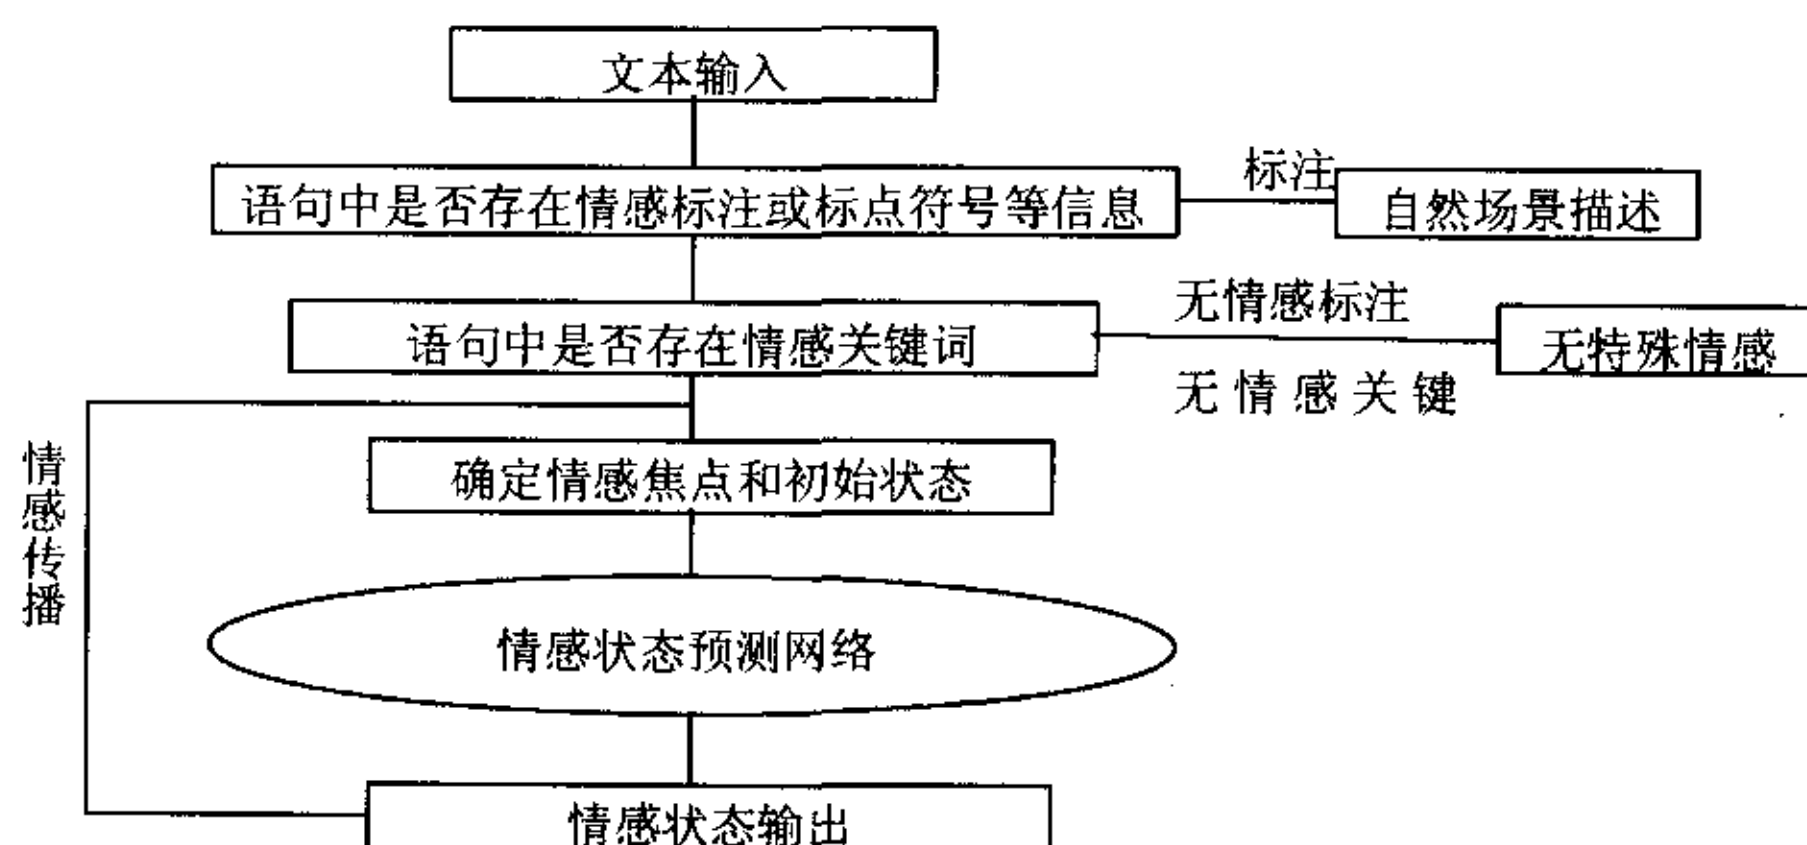 文本输入
语句中是否存在情感标注或标点符号等信息
标注
自然场景描述
语句中是否存在情感关键词
无情感标注
无情感关键
无特殊情感
确定情感焦点和初始状态
情感传播
情感状态预测网络
情感状态输出